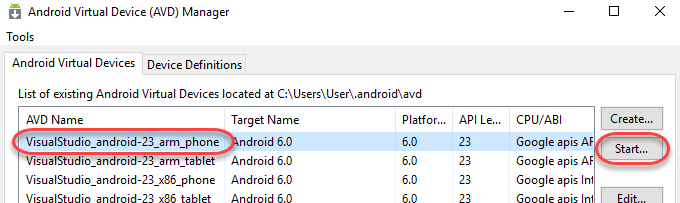 Android Virtual Device (AVD) Manager
Tools
Android Virtual Devices Device Definitions
List of existing Android Virtual Devices located at C:\Users\User\.android\avd
AVD Name Target Name Platfor... API Le... CPU/ABI Create...
VisualStudio_android-23_arm_phone Android 6.0 6.0 23 Google apis AF Start...
VisualStudio_android-23_arm_tablet Android 6.0 6.0 23 Google apis AF
VisualStudio_android-23_x86_phone Android 6.0 6.0 23 Google apis Int
VisualStudio_android-23_x86_tablet Android 6.0 6.0 23 Google apis Int Edit...